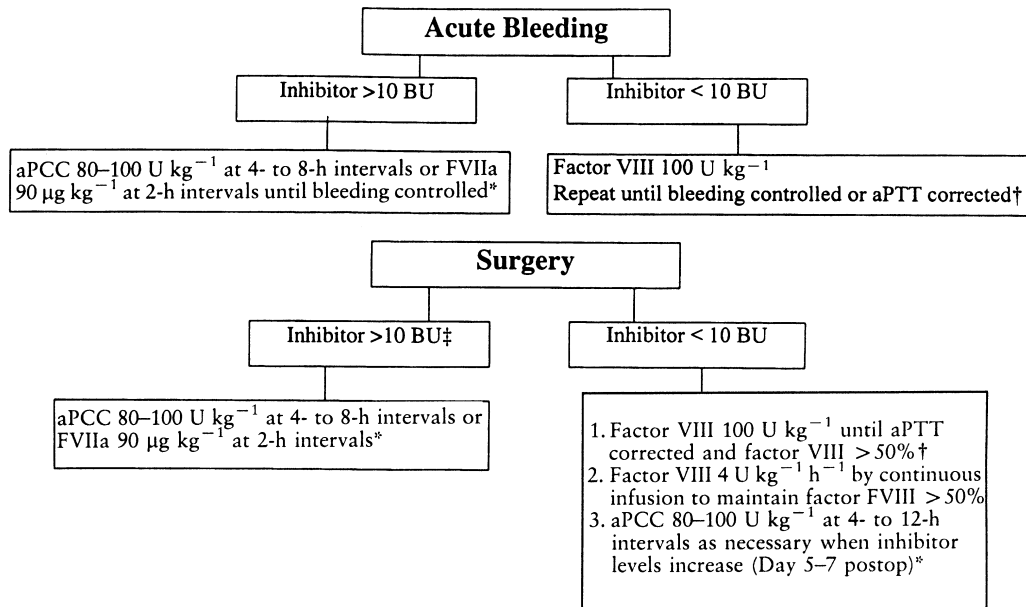 Acute Bleeding
Inhibitor >10 BU
Inhibitor < 10 BU
aPCC 80–100 U kg⁻¹ at 4- to 8-h intervals or FVIIa
90 μg kg⁻¹ at 2-h intervals until bleeding controlled*
Factor VIII 100 U kg⁻¹
Repeat until bleeding controlled or aPTT corrected†
Surgery
Inhibitor >10 BU‡
Inhibitor < 10 BU
aPCC 80–100 U kg⁻¹ at 4- to 8-h intervals or
FVIIa 90 μg kg⁻¹ at 2-h intervals*
1. Factor VIII 100 U kg⁻¹ until aPTT
corrected and factor VIII > 50%†
2. Factor VIII 4 U kg⁻¹ h⁻¹ by continuous
infusion to maintain factor FVIII > 50%
3. aPCC 80–100 U kg⁻¹ at 4- to 12-h
intervals as necessary when inhibitor
levels increase (Day 5–7 postop)*